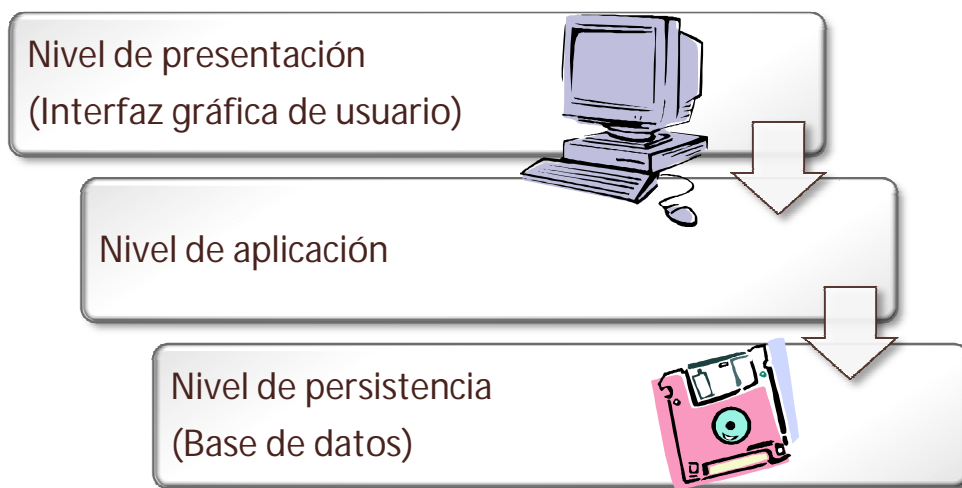 Nivel de presentación
(Interfaz gráfica de usuario)
Nivel de aplicación
Nivel de persistencia
(Base de datos)